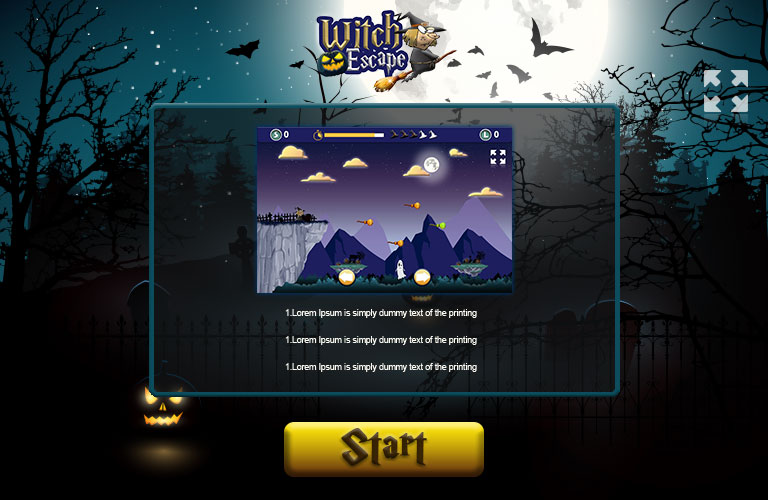 Witch
Escape
S 0
L 0
1.Lorem Ipsum is simply dummy text of the printing
1.Lorem Ipsum is simply dummy text of the printing
1.Lorem Ipsum is simply dummy text of the printing
Start